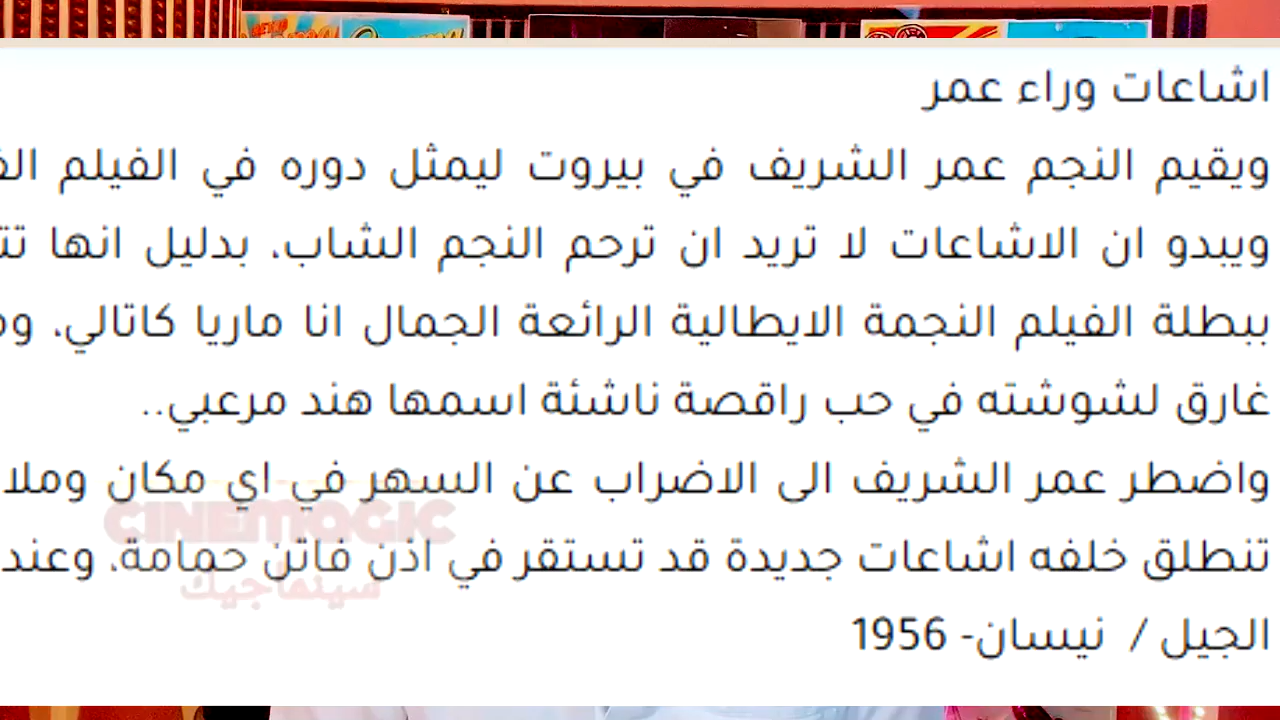 اشاعات وراء عمر
ويقيم النجم عمر الشريف في بيروت ليمثل دوره في الفيلم
ويبدو ان الاشاعات لا تريد ان ترحم النجم الشاب، بدليل انها
ببطلة الفيلم النجمة الايطالية الرائعة الجمال انا ماريا كاتالي،
غارق لشوشته في حب راقصة ناشئة اسمها هند مرعبي..
واضطر عمر الشريف الى الاضراب عن السهر في اي مكان
CINEMAGIC
تنطلق خلفه اشاعات جديدة قد تستقر في اذن فاتن حمامة، وعند
سينماجيك
الجيل / نيسان- 1956